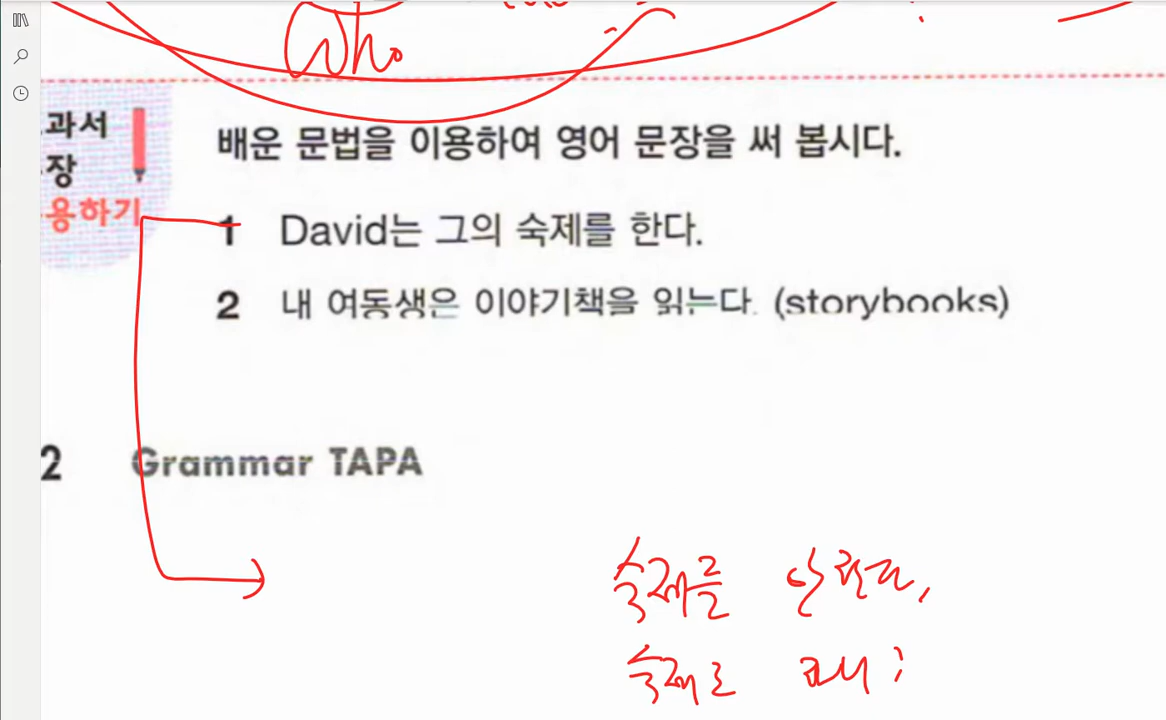 Who
과서
배운 문법을 이용하여 영어 문장을 써 봅시다.
장
용하기
1 David는 그의 숙제를 한다.
2 내 여동생은 이야기책을 읽는다. (storybooks)
2 Grammar TAPA
숙제를 안한다,
숙제를